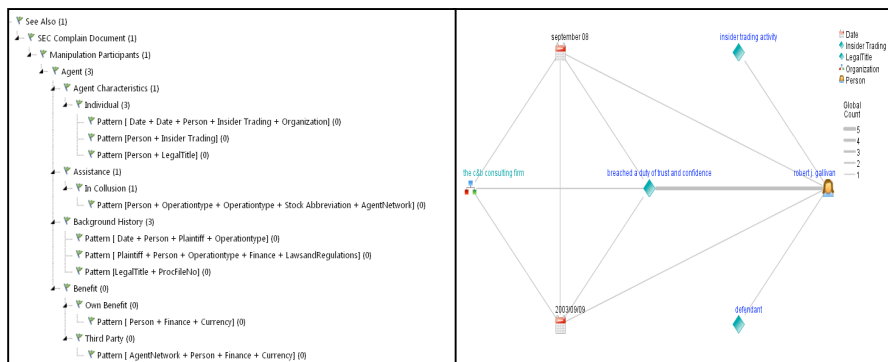 See Also (1)
SEC Complain Document (1)
Manipulation Participants (1)
Agent (3)
Agent Characteristics (1)
Individual (3)
Pattern [ Date + Date + Person + Insider Trading + Organization] (0)
Pattern [Person + Insider Trading] (0)
Pattern [Person + LegalTitle] (0)
Assistance (1)
In Collusion (1)
Pattern [Person + Operationtype + Operationtype + Stock Abbreviation + AgentNetwork] (0)
Background History (3)
Pattern [ Date + Person + Plaintiff + Operationtype] (0)
Pattern [ Plaintiff + Person + Operationtype + Finance + LawsandRegulations] (0)
Pattern [LegalTitle + ProcFileNo] (0)
Benefit (0)
Own Benefit (0)
Pattern [ Person + Finance + Currency] (0)
Third Party (0)
Pattern [ AgentNetwork + Person + Finance + Currency] (0)
september 08
insider trading activity
the c&b consulting firm
breached a duty of trust and confidence
robert j. gallivan
2003/09/09
defendant
Date
Insider Trading
LegalTitle
Organization
Person
Global
Count
5
4
3
2
1